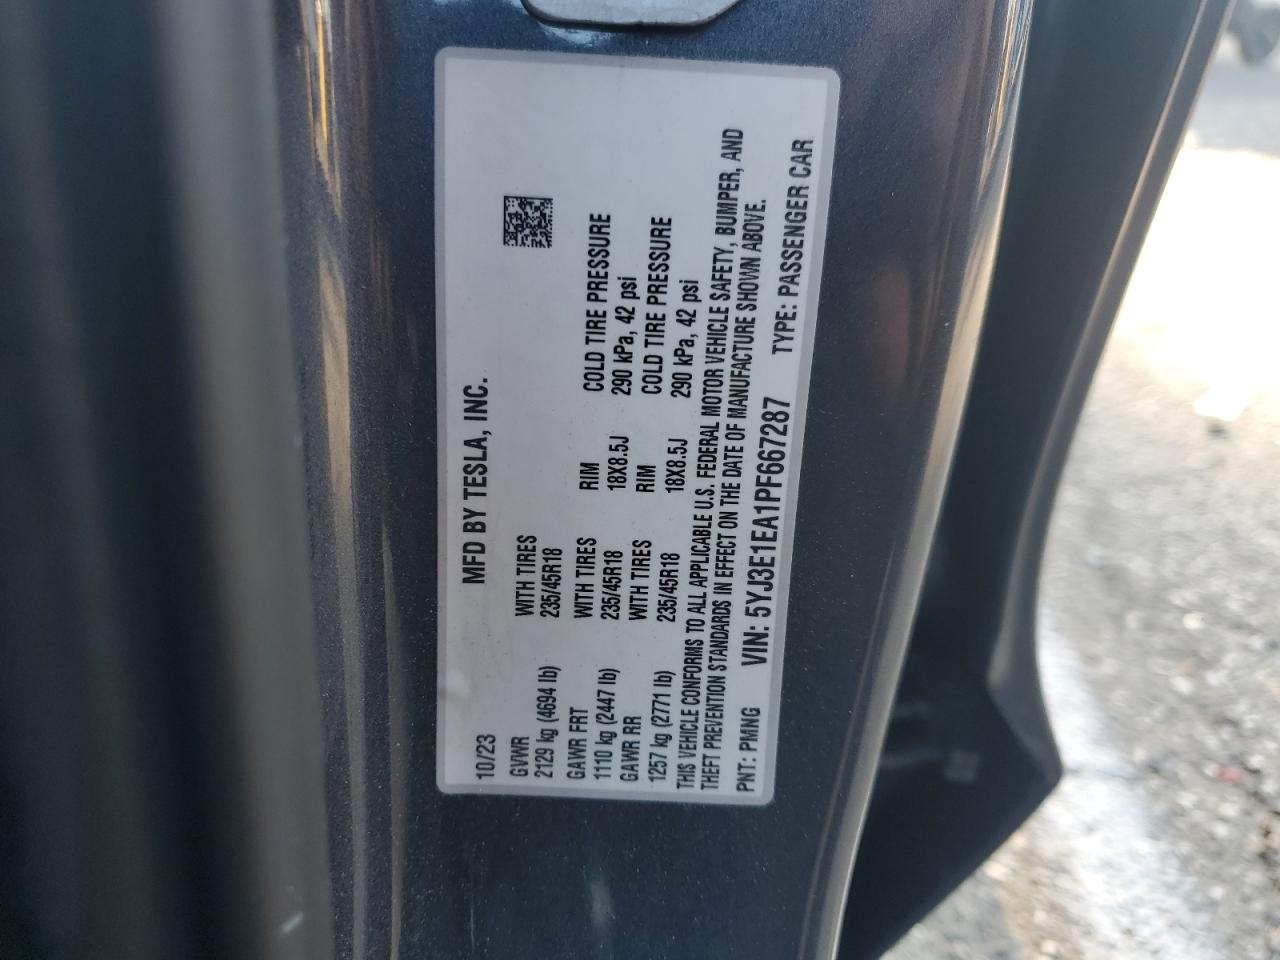 MFD BY TESLA, INC.
10/23
GVWR WITH TIRES
2129 kg (4694 lb) 235/45R18
GAWR FRT WITH TIRES RIM COLD TIRE PRESSURE
1110 kg (2447 lb) 235/45R18 18X8.5J 290 kPa, 42 psi
GAWR RR WITH TIRES RIM COLD TIRE PRESSURE
1257 kg (2771 lb) 235/45R18 18X8.5J 290 kPa, 42 psi
THIS VEHICLE CONFORMS TO ALL APPLICABLE U.S. FEDERAL MOTOR VEHICLE SAFETY, BUMPER, AND
THEFT PREVENTION STANDARDS IN EFFECT ON THE DATE OF MANUFACTURE SHOWN ABOVE.
PNT: PMNG VIN: 5YJ3E1EA1PF667287 TYPE: PASSENGER CAR